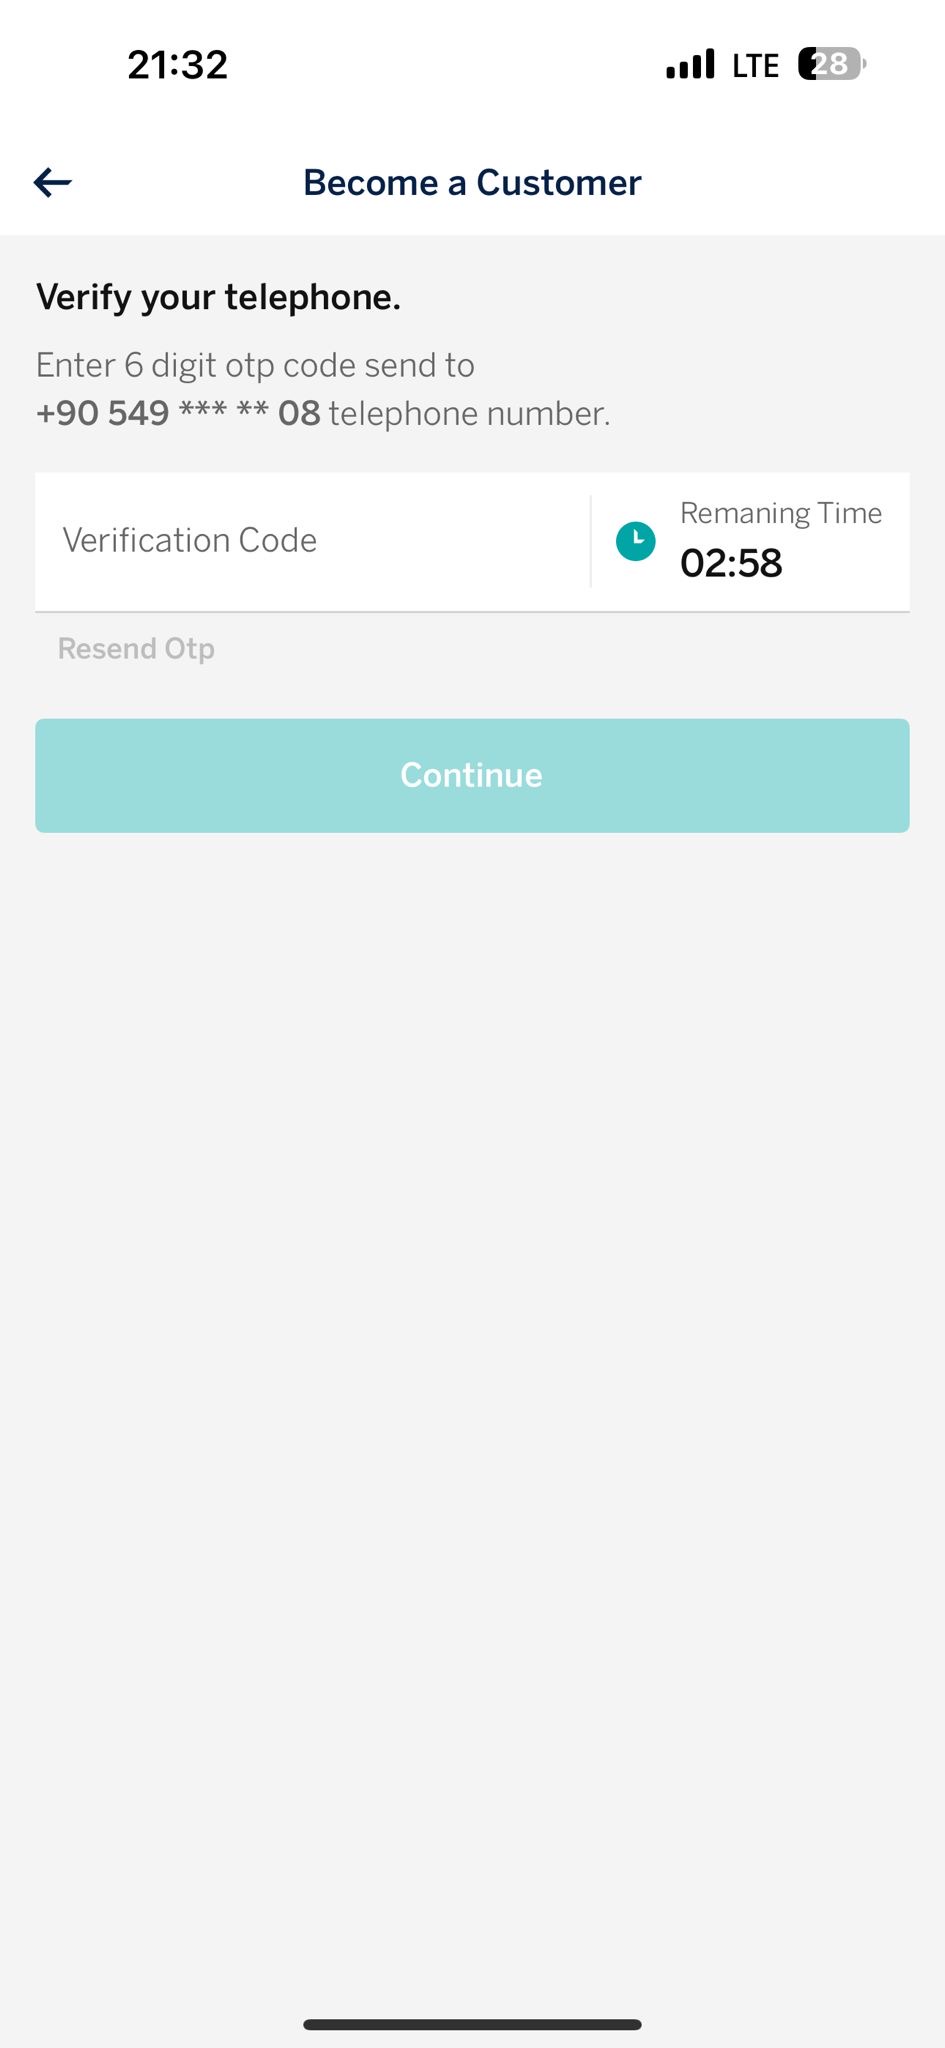 21:32
LTE
28
Become a Customer
Verify your telephone.
Enter 6 digit otp code send to
+90 549 *** ** 08 telephone number.
Verification Code
Remaning Time
02:58
Resend Otp
Continue